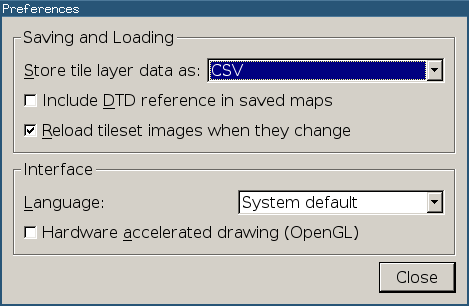 Preferences
Saving and Loading
Store tile layer data as: CSV
Include DTD reference in saved maps
Reload tileset images when they change
Interface
Language: System default
Hardware accelerated drawing (OpenGL)
Close